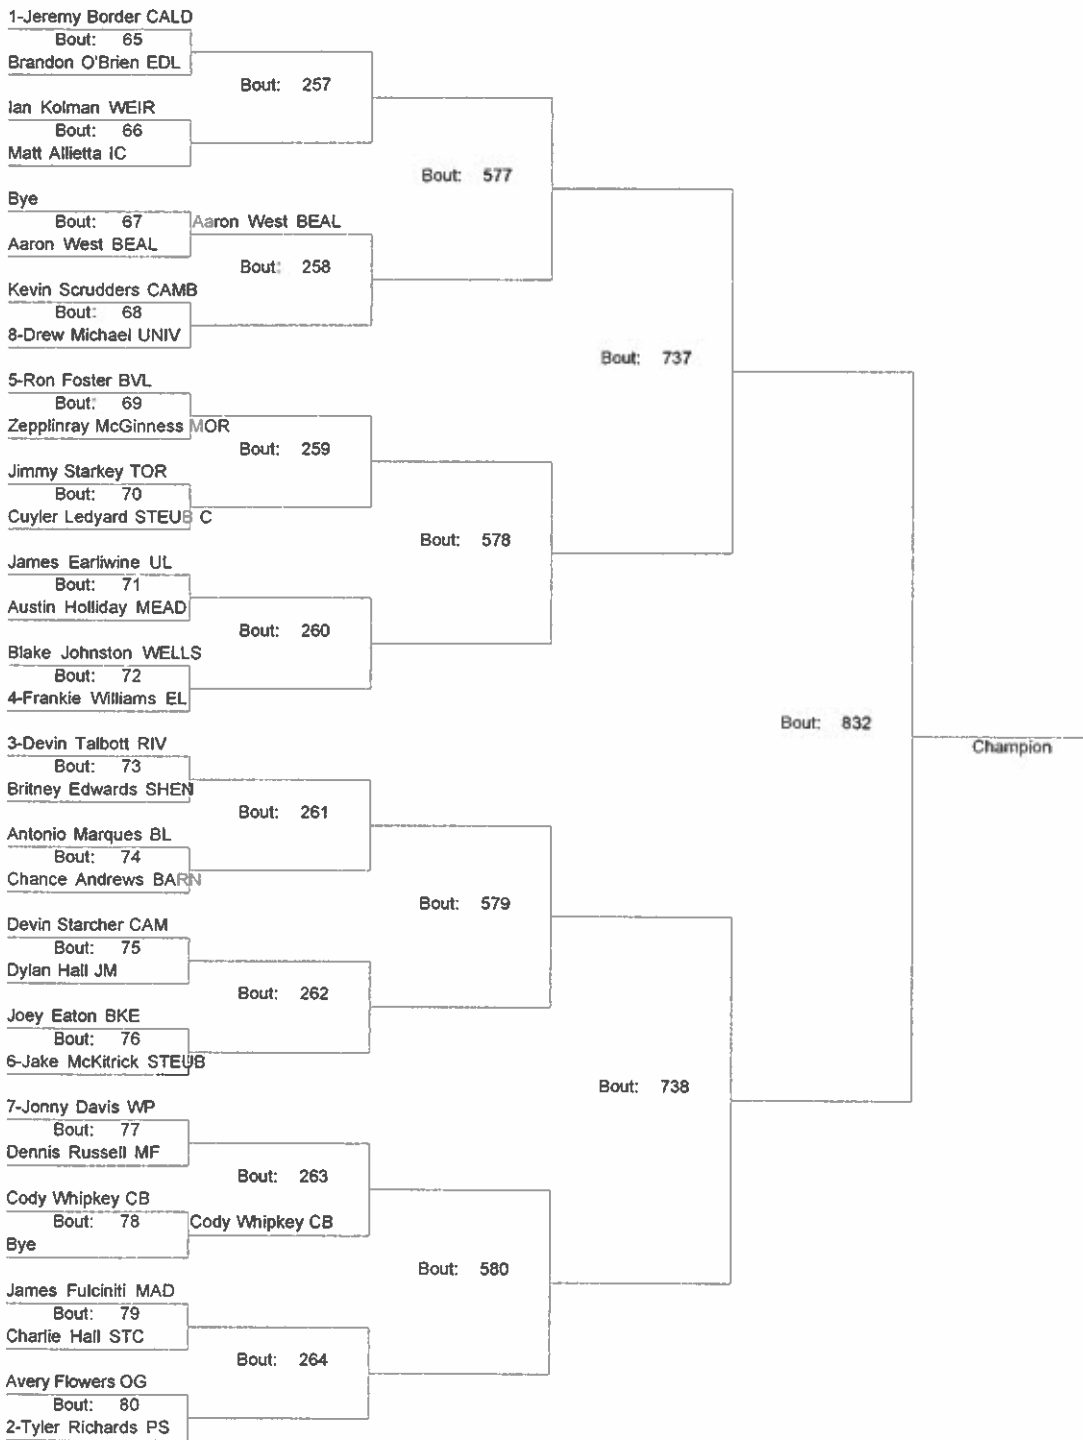 1-Jeremy Border CALD
Bout: 65
Brandon O'Brien EDL
Bout: 257
Ian Kolman WEIR
Bout: 66
Matt Allietta IC
Bout: 577
Bye
Bout: 67
Aaron West BEAL
Aaron West BEAL
Bout: 258
Kevin Scrudders CAMB
Bout: 68
8-Drew Michael UNIV
Bout: 737
5-Ron Foster BVL
Bout: 69
Zepplinray McGinness MOR
Bout: 259
Jimmy Starkey TOR
Bout: 70
Cuyler Ledyard STEUB C
Bout: 578
James Earliwine UL
Bout: 71
Austin Holliday MEAD
Bout: 260
Blake Johnston WELLS
Bout: 72
4-Frankie Williams EL
Bout: 832
Champion
3-Devin Talbott RIV
Bout: 73
Britney Edwards SHEN
Bout: 261
Antonio Marques BL
Bout: 74
Chance Andrews BARN
Bout: 579
Devin Starcher CAM
Bout: 75
Dylan Hall JM
Bout: 262
Joey Eaton BKE
Bout: 76
6-Jake McKitrick STEUB
Bout: 738
7-Jonny Davis WP
Bout: 77
Dennis Russell MF
Bout: 263
Cody Whipkey CB
Bout: 78
Cody Whipkey CB
Bye
Bout: 580
James Fulciniti MAD
Bout: 79
Charlie Hall STC
Bout: 264
Avery Flowers OG
Bout: 80
2-Tyler Richards PS